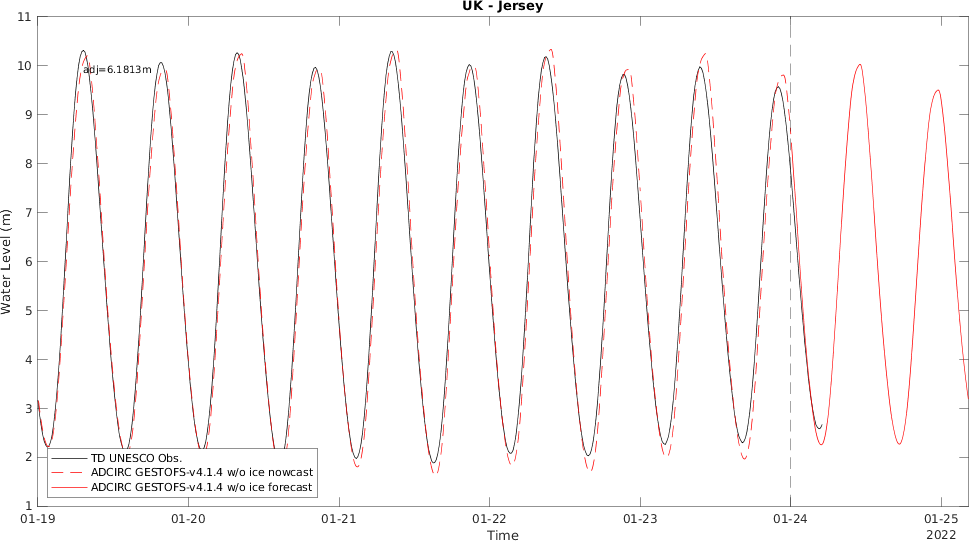 UK - Jersey
11
10
9
8
7
6
5
4
3
2
1
Water Level (m)
adj=6.1813m
TD UNESCO Obs.
ADCIRC GESTOFS-v4.1.4 w/o ice nowcast
ADCIRC GESTOFS-v4.1.4 w/o ice forecast
01-19 01-20 01-21 01-22 01-23 01-24 01-25
Time
2022